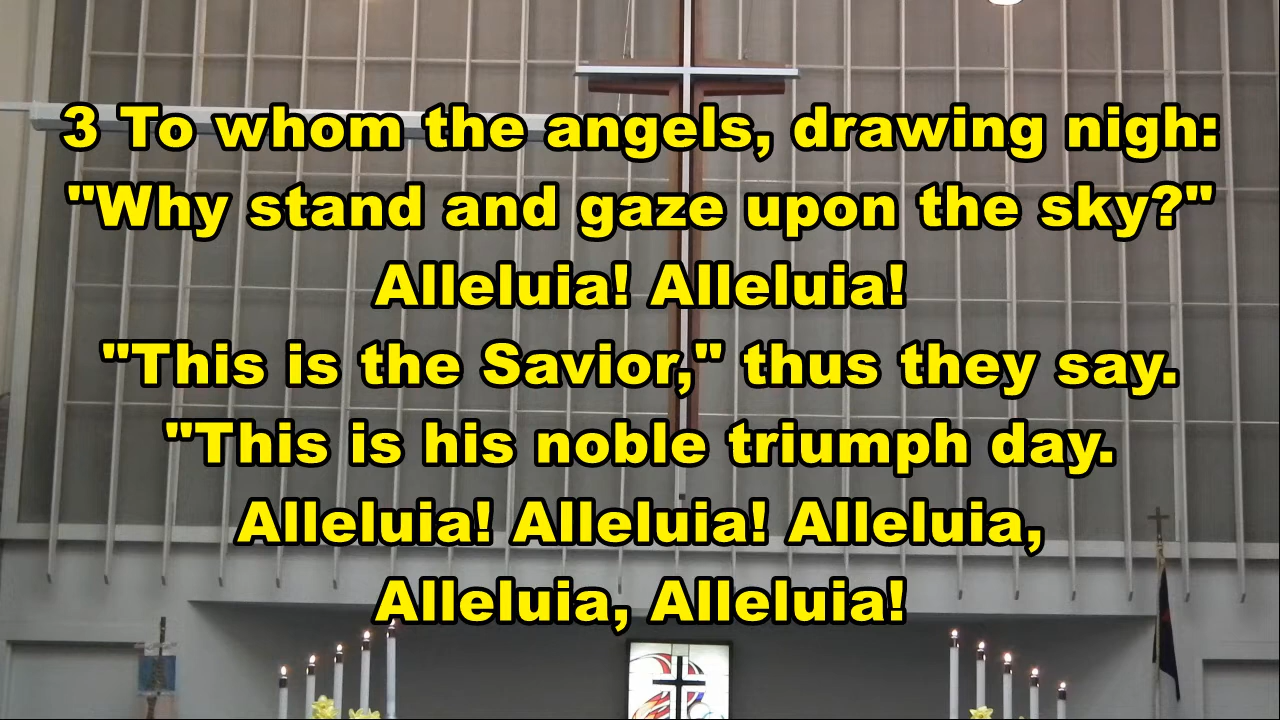 3 To whom the angels, drawing nigh:
"Why stand and gaze upon the sky?"
Alleluia! Alleluia!
"This is the Savior," thus they say.
"This is his noble triumph day.
Alleluia! Alleluia! Alleluia,
Alleluia, Alleluia!